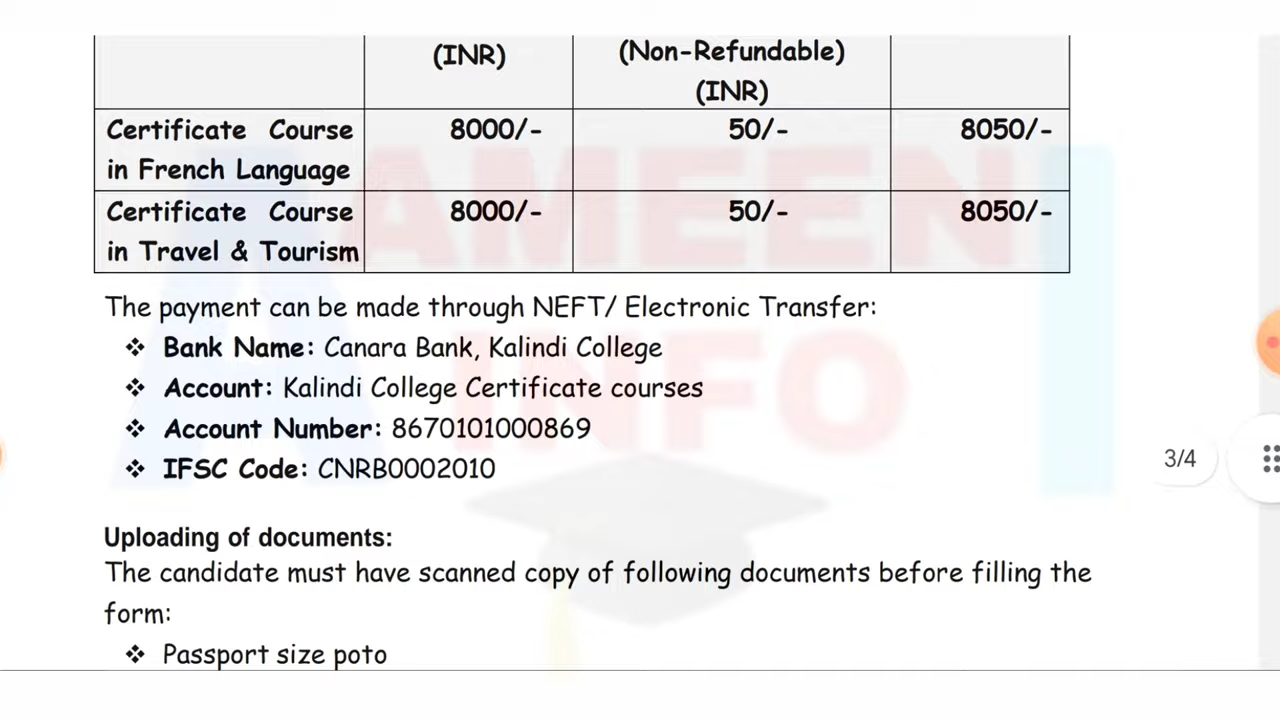 (INR) (Non-Refundable)
(INR)
Certificate Course 8000/- 50/- 8050/-
in French Language
Certificate Course 8000/- 50/- 8050/-
in Travel & Tourism
The payment can be made through NEFT/ Electronic Transfer:
❖ Bank Name: Canara Bank, Kalindi College
❖ Account: Kalindi College Certificate courses
❖ Account Number: 8670101000869
❖ IFSC Code: CNRB0002010
3/4
Uploading of documents:
The candidate must have scanned copy of following documents before filling the
form:
❖ Passport size poto
AMEEN
INFO